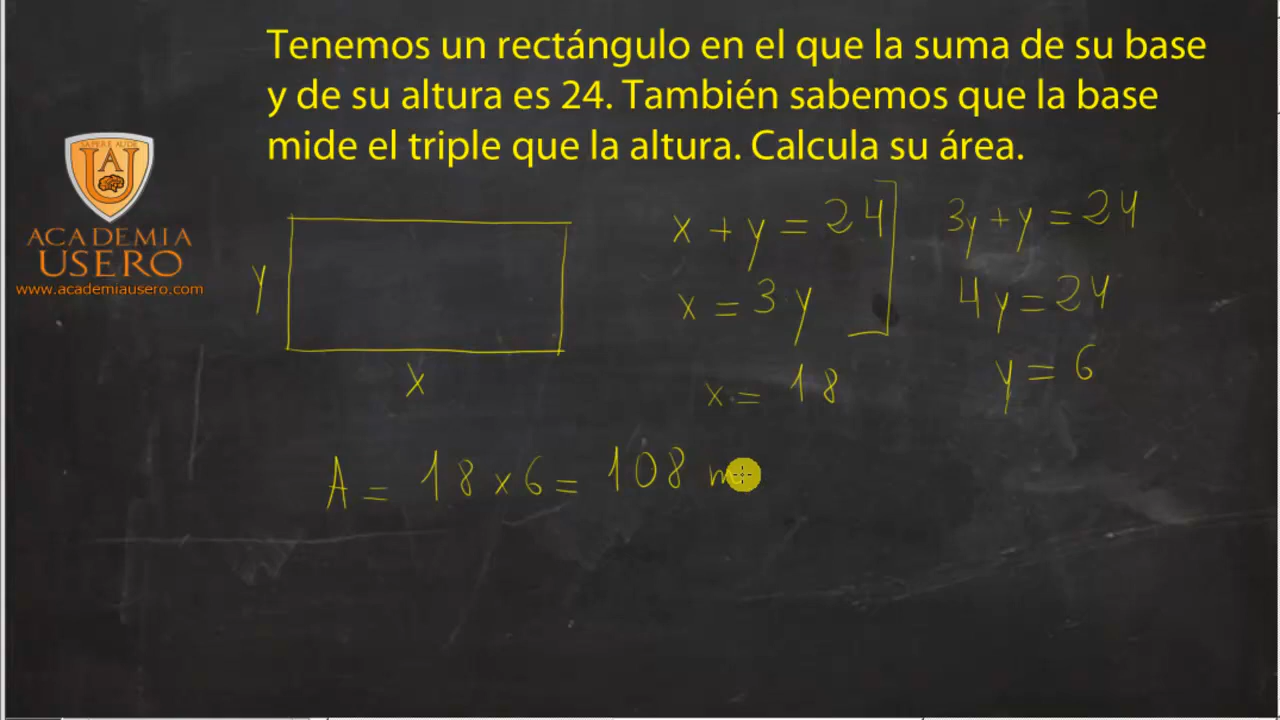 Tenemos un rectángulo en el que la suma de su base
y de su altura es 24. También sabemos que la base
mide el triple que la altura. Calcula su área.
SAPERE AUDE
UAI
ACADEMIA
USERO
www.academiausero.com
y
x
x + y = 24
x = 3 y
x = 18
3y + y = 24
4y = 24
y = 6
A = 18 x 6 = 108 m